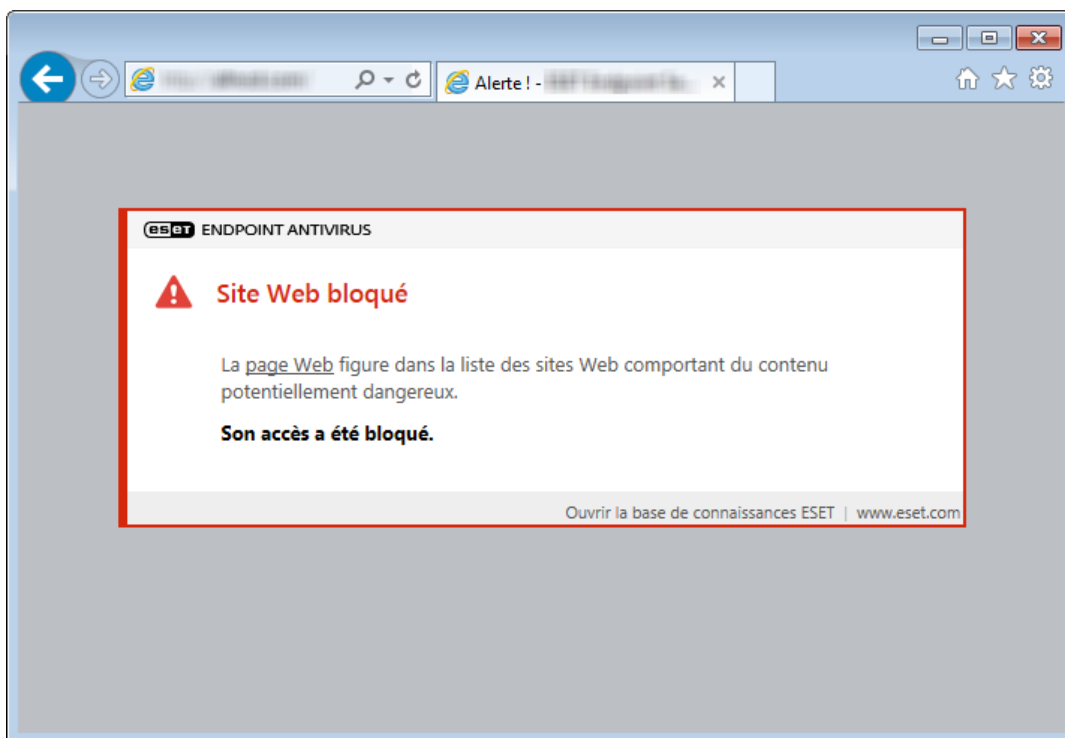 Alerte ! -
eset ENDPOINT ANTIVIRUS
Site Web bloqué
La page Web figure dans la liste des sites Web comportant du contenu
potentiellement dangereux.
Son accès a été bloqué.
Ouvrir la base de connaissances ESET | www.eset.com